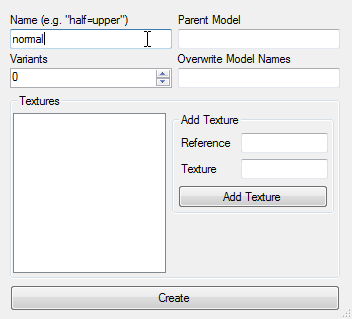 Name (e.g. "half=upper")
Parent Model
normal
Variants
Overwrite Model Names
0
Textures
Add Texture
Reference
Texture
Add Texture
Create